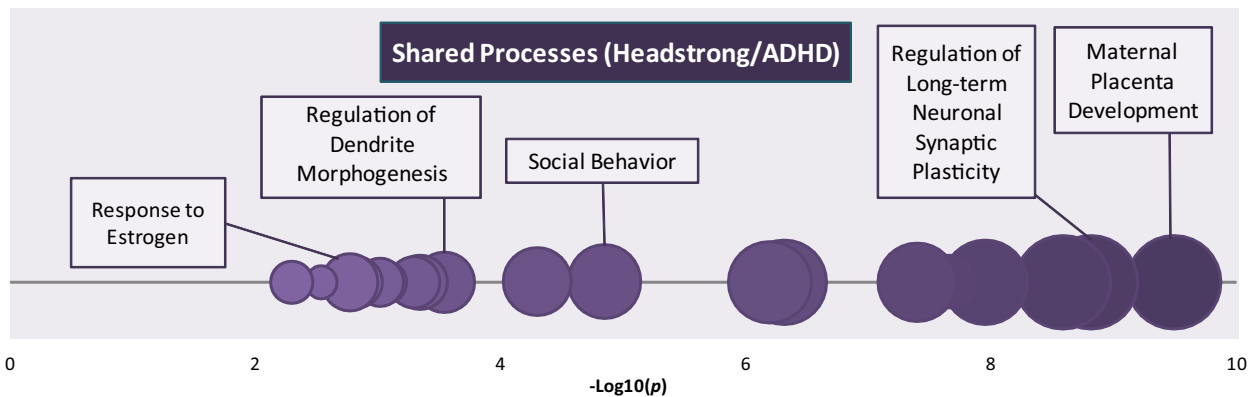 Shared Processes (Headstrong/ADHD)
Response to
Estrogen
Regulation of
Dendrite
Morphogenesis
Social Behavior
Regulation of
Long-term
Neuronal
Synaptic
Plasticity
Maternal
Placenta
Development
0 2 4 6 8 10
-Log10(p)